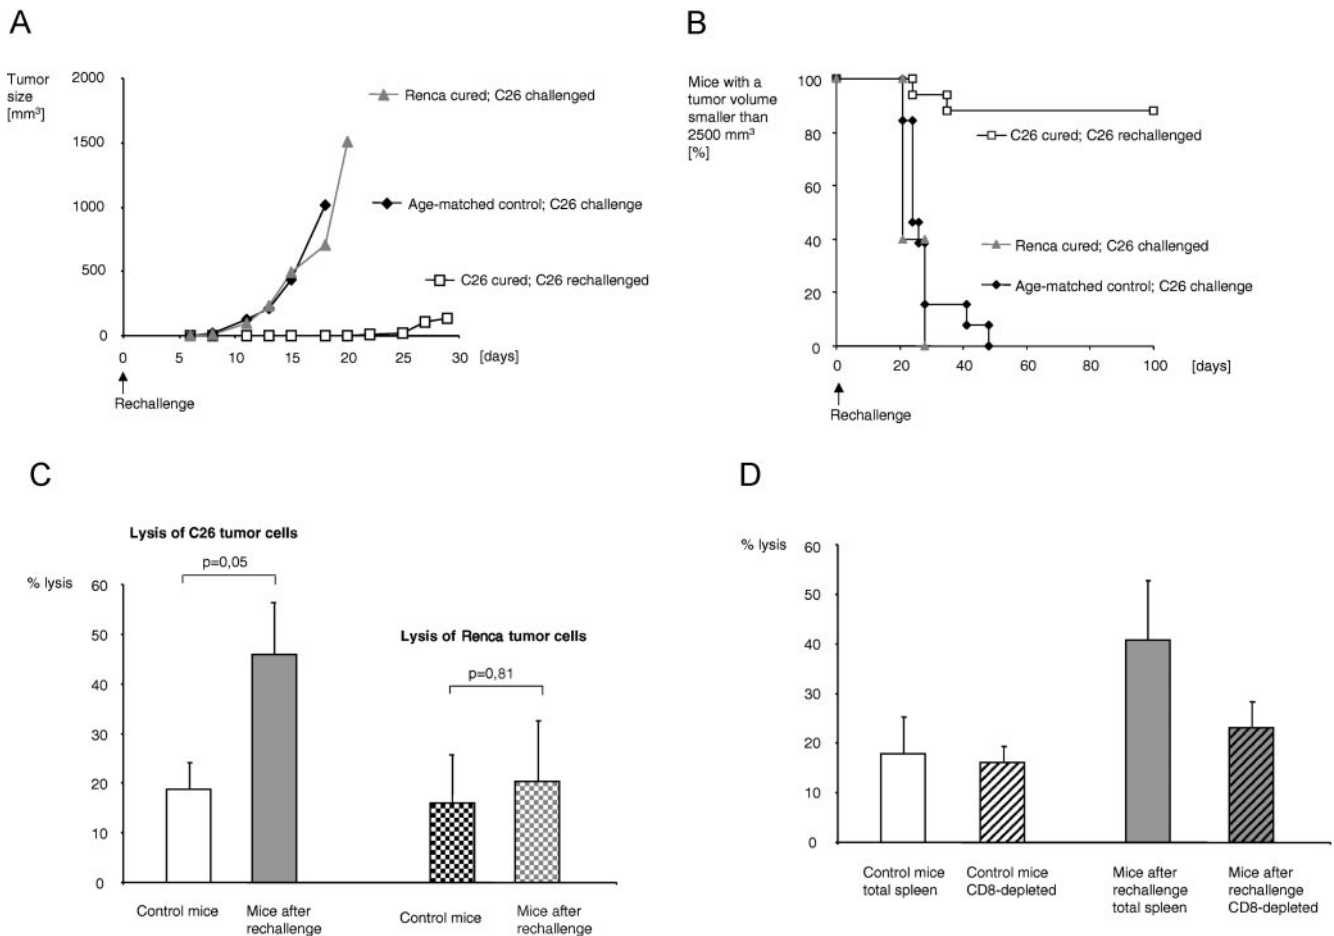 A
Tumor
size
[mm³]
2000
1500
1000
500
0
0
5
10
15
20
25
30
[days]
Renca cured; C26 challenged
Age-matched control; C26 challenge
C26 cured; C26 rechallenged
Rechallenge
B
Mice with a
tumor volume
smaller than
2500 mm³
[%]
100
80
60
40
20
0
0
20
40
60
80
100
[days]
C26 cured; C26 rechallenged
Renca cured; C26 challenged
Age-matched control; C26 challenge
Rechallenge
C
Lysis of C26 tumor cells
p=0,05
% lysis
60
50
40
30
20
10
0
Lysis of Renca tumor cells
p=0,81
Control mice
Mice after
rechallenge
Control mice
Mice after
rechallenge
D
% lysis
60
50
40
30
20
10
0
Control mice
total spleen
Control mice
CD8-depleted
Mice after
rechallenge
total spleen
Mice after
rechallenge
CD8-depleted